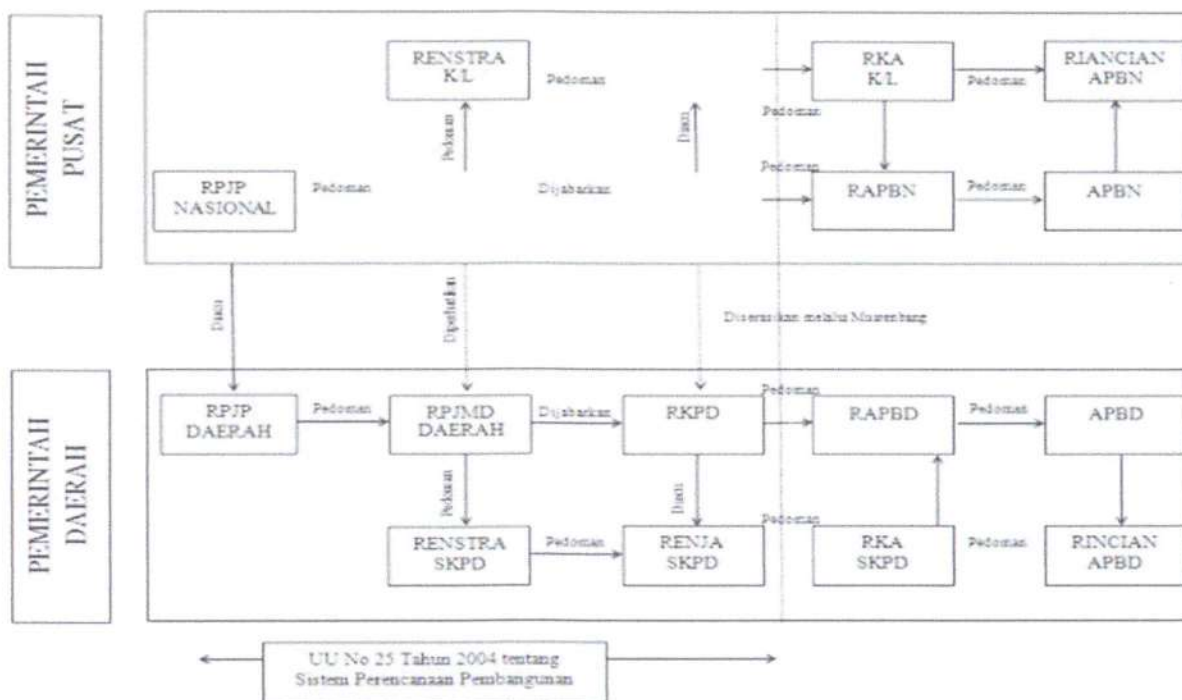 PEMERINTAH
PUSAT
RENSTRA
K/L
Pedoman
RKA
K/L
Pedoman
RIANCIAN
APBN
Pedoman
Pedoman
Diacu
RPJP
NASIONAL
Pedoman
Dijabarkan
Pedoman
RAPBN
Pedoman
APBN
Diacu
Diperhatikan
Diserasikan melalui Musrenbang
PEMERINTAH
DAERAH
RPJP
DAERAH
Pedoman
RPJMD
DAERAH
Dijabarkan
RKPD
Pedoman
RAPBD
Pedoman
APBD
Pedoman
Diacu
RENSTRA
SKPD
Pedoman
RENJA
SKPD
Pedoman
RKA
SKPD
Pedoman
RINCIAN
APBD
UU No 25 Tahun 2004 tentang
Sistem Perencanaan Pembangunan